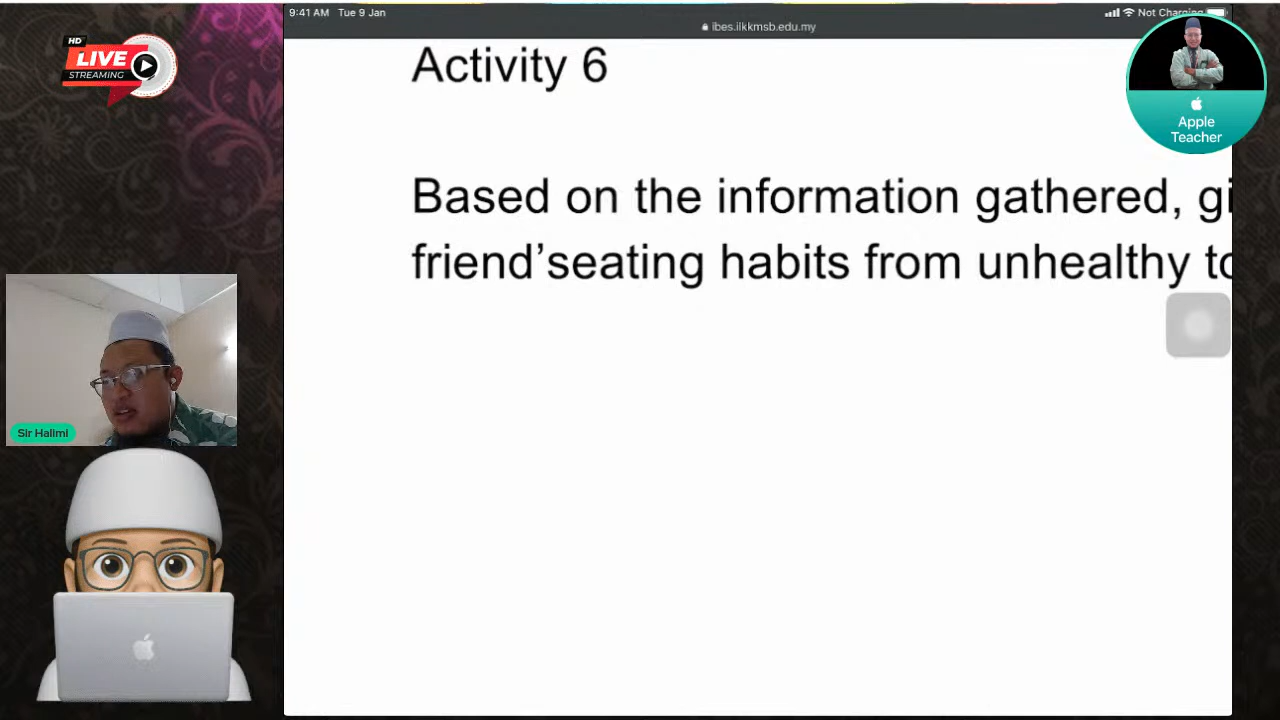 9:41 AM Tue 9 Jan
Not Charging
ibes.ilkkmsb.edu.my
HD
LIVE
STREAMING
Apple
Teacher
Activity 6
Based on the information gathered, gi
friend’seating habits from unhealthy to
Sir Halimi